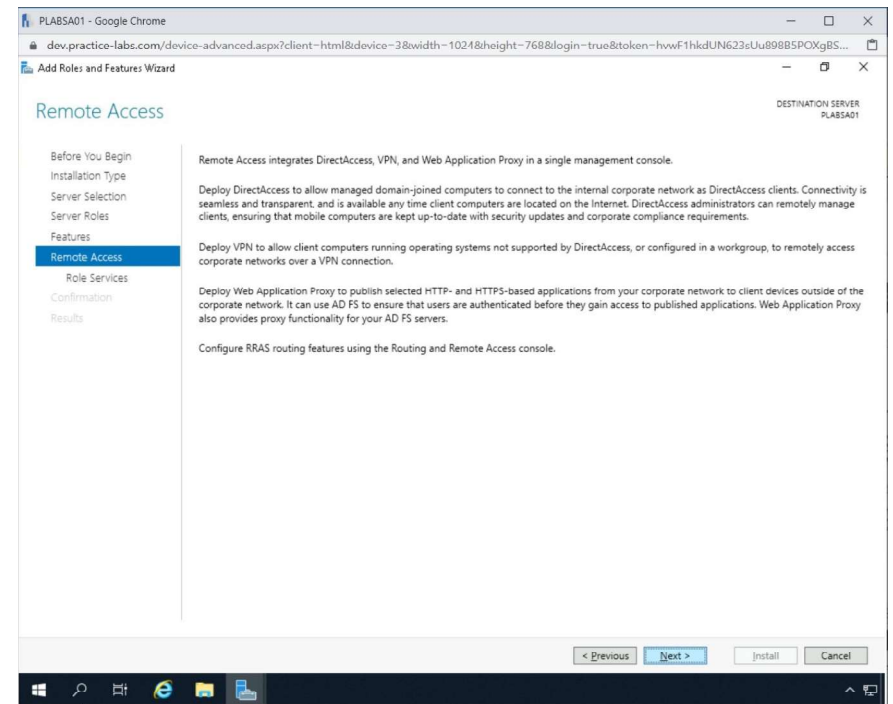 PLABSA01 - Google Chrome
dev.practice-labs.com/device-advanced.aspx?client=html&device=3&width=1024&height=768&login=true&token=hvwF1hkdUN623sUu898B5POXgBS...
Add Roles and Features Wizard
Remote Access
DESTINATION SERVER
PLABSA01
Before You Begin
Installation Type
Server Selection
Server Roles
Features
Remote Access
Role Services
Confirmation
Results
Remote Access integrates DirectAccess, VPN, and Web Application Proxy in a single management console.
Deploy DirectAccess to allow managed domain-joined computers to connect to the internal corporate network as DirectAccess clients. Connectivity is
seamless and transparent, and is available any time client computers are located on the Internet. DirectAccess administrators can remotely manage
clients, ensuring that mobile computers are kept up-to-date with security updates and corporate compliance requirements.
Deploy VPN to allow client computers running operating systems not supported by DirectAccess, or configured in a workgroup, to remotely access
corporate networks over a VPN connection.
Deploy Web Application Proxy to publish selected HTTP- and HTTPS-based applications from your corporate network to client devices outside of the
corporate network. It can use AD FS to ensure that users are authenticated before they gain access to published applications. Web Application Proxy
also provides proxy functionality for your AD FS servers.
Configure RRAS routing features using the Routing and Remote Access console.
< Previous
Next >
Install
Cancel